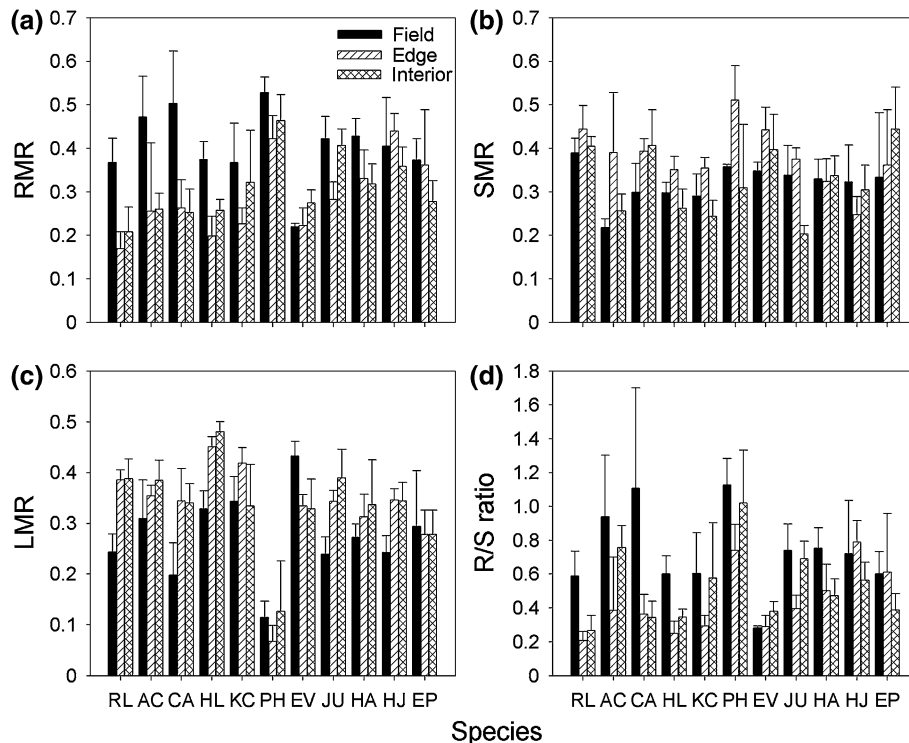 (a)
RMR
0.7
0.6
0.5
0.4
0.3
0.2
0.1
0
Field
Edge
Interior
(b)
SMR
0.7
0.6
0.5
0.4
0.3
0.2
0.1
0
(c)
LMR
0.6
0.5
0.4
0.3
0.2
0.1
0
RL AC CA HL KC PH EV JU HA HJ EP
(d)
R/S ratio
1.8
1.6
1.4
1.2
1.0
0.8
0.6
0.4
0.2
0
RL AC CA HL KC PH EV JU HA HJ EP
Species